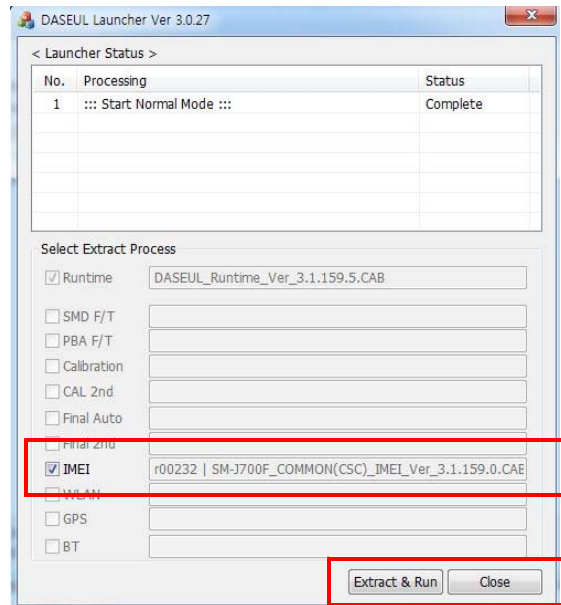 DASEUL Launcher Ver 3.0.27
< Launcher Status >
No. Processing Status
1 ::: Start Normal Mode ::: Complete
Select Extract Process
Runtime DASEUL_Runtime_Ver_3.1.159.5.CAB
SMD F/T
PBA F/T
Calibration
CAL 2nd
Final Auto
Final 2nd
IMEI r00232 | SM-J700F_COMMON(CSC)_IMEI_Ver_3.1.159.0.CAB
WLAN
GPS
BT
Extract & Run Close